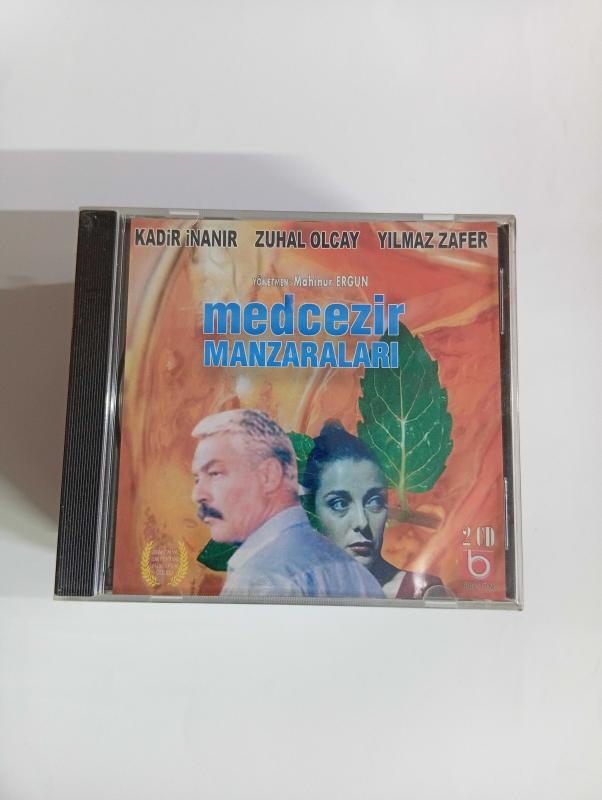 KADİR İNANIR ZUHAL OLCAY YILMAZ ZAFER
YÖNETMEN: Mahinur ERGUN
medcezir
MANZARALARI
2 CD
b